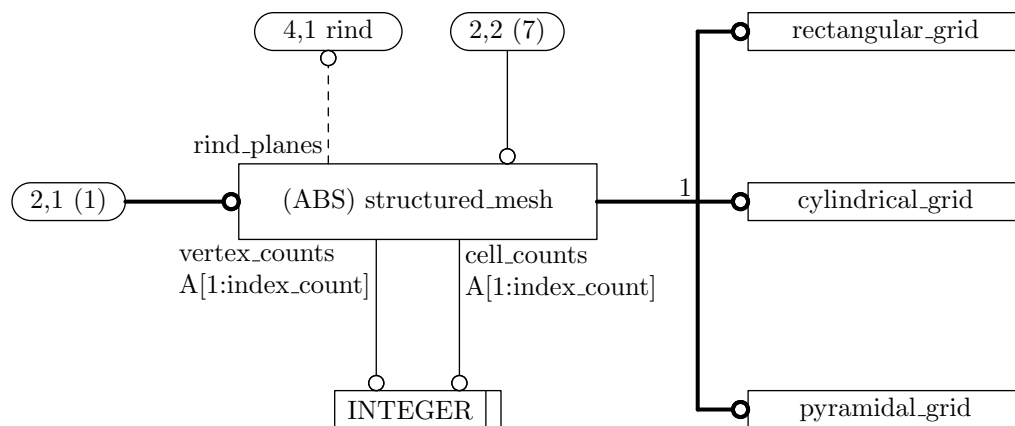 4,1 rind
2,2 (7)
rectangular_grid
rind_planes
2,1 (1)
(ABS) structured_mesh
1
cylindrical_grid
vertex_counts
A[1:index_count]
cell_counts
A[1:index_count]
INTEGER
pyramidal_grid